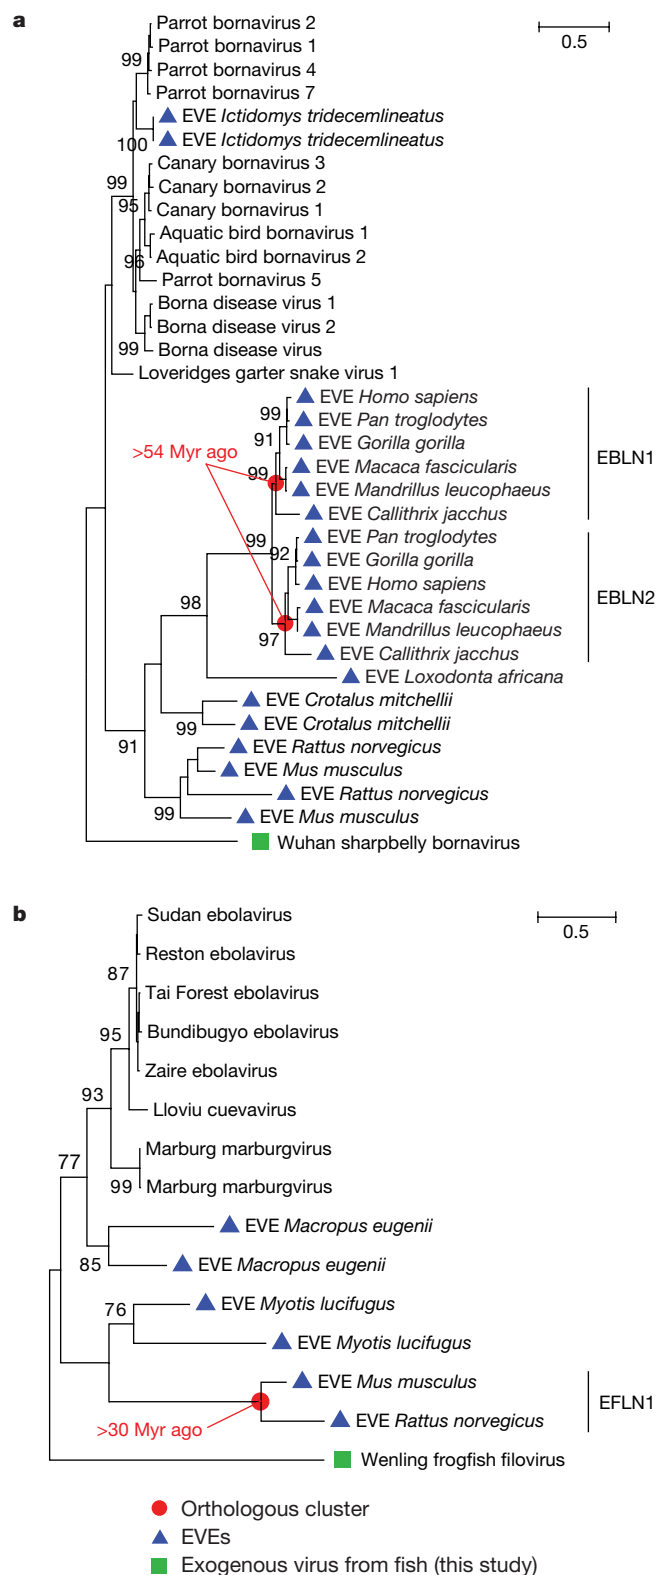 a
0.5
Parrot bornavirus 2
Parrot bornavirus 1
99
Parrot bornavirus 4
Parrot bornavirus 7
EVE Ictidomys tridecemlineatus
EVE Ictidomys tridecemlineatus
100
Canary bornavirus 3
99
Canary bornavirus 2
95
Canary bornavirus 1
Aquatic bird bornavirus 1
Aquatic bird bornavirus 2
96
Parrot bornavirus 5
Borna disease virus 1
Borna disease virus 2
99
Borna disease virus
Loveridges garter snake virus 1
EVE Homo sapiens
99
EVE Pan troglodytes
91
EVE Gorilla gorilla
>54 Myr ago
EBLN1
99
EVE Macaca fascicularis
EVE Mandrillus leucophaeus
EVE Callithrix jacchus
99
92
EVE Pan troglodytes
EVE Gorilla gorilla
EVE Homo sapiens
EBLN2
98
EVE Macaca fascicularis
EVE Mandrillus leucophaeus
97
EVE Callithrix jacchus
EVE Loxodonta africana
EVE Crotalus mitchellii
99
EVE Crotalus mitchellii
91
EVE Rattus norvegicus
EVE Mus musculus
EVE Rattus norvegicus
99
EVE Mus musculus
Wuhan sharpbelly bornavirus
b
0.5
Sudan ebolavirus
Reston ebolavirus
87
Tai Forest ebolavirus
95
Bundibugyo ebolavirus
Zaire ebolavirus
93
Lloviu cuevavirus
Marburg marburgvirus
77
99
Marburg marburgvirus
EVE Macropus eugenii
85
EVE Macropus eugenii
76
EVE Myotis lucifugus
EVE Myotis lucifugus
EVE Mus musculus
EFLN1
>30 Myr ago
EVE Rattus norvegicus
Wenling frogfish filovirus
Orthologous cluster
EVEs
Exogenous virus from fish (this study)